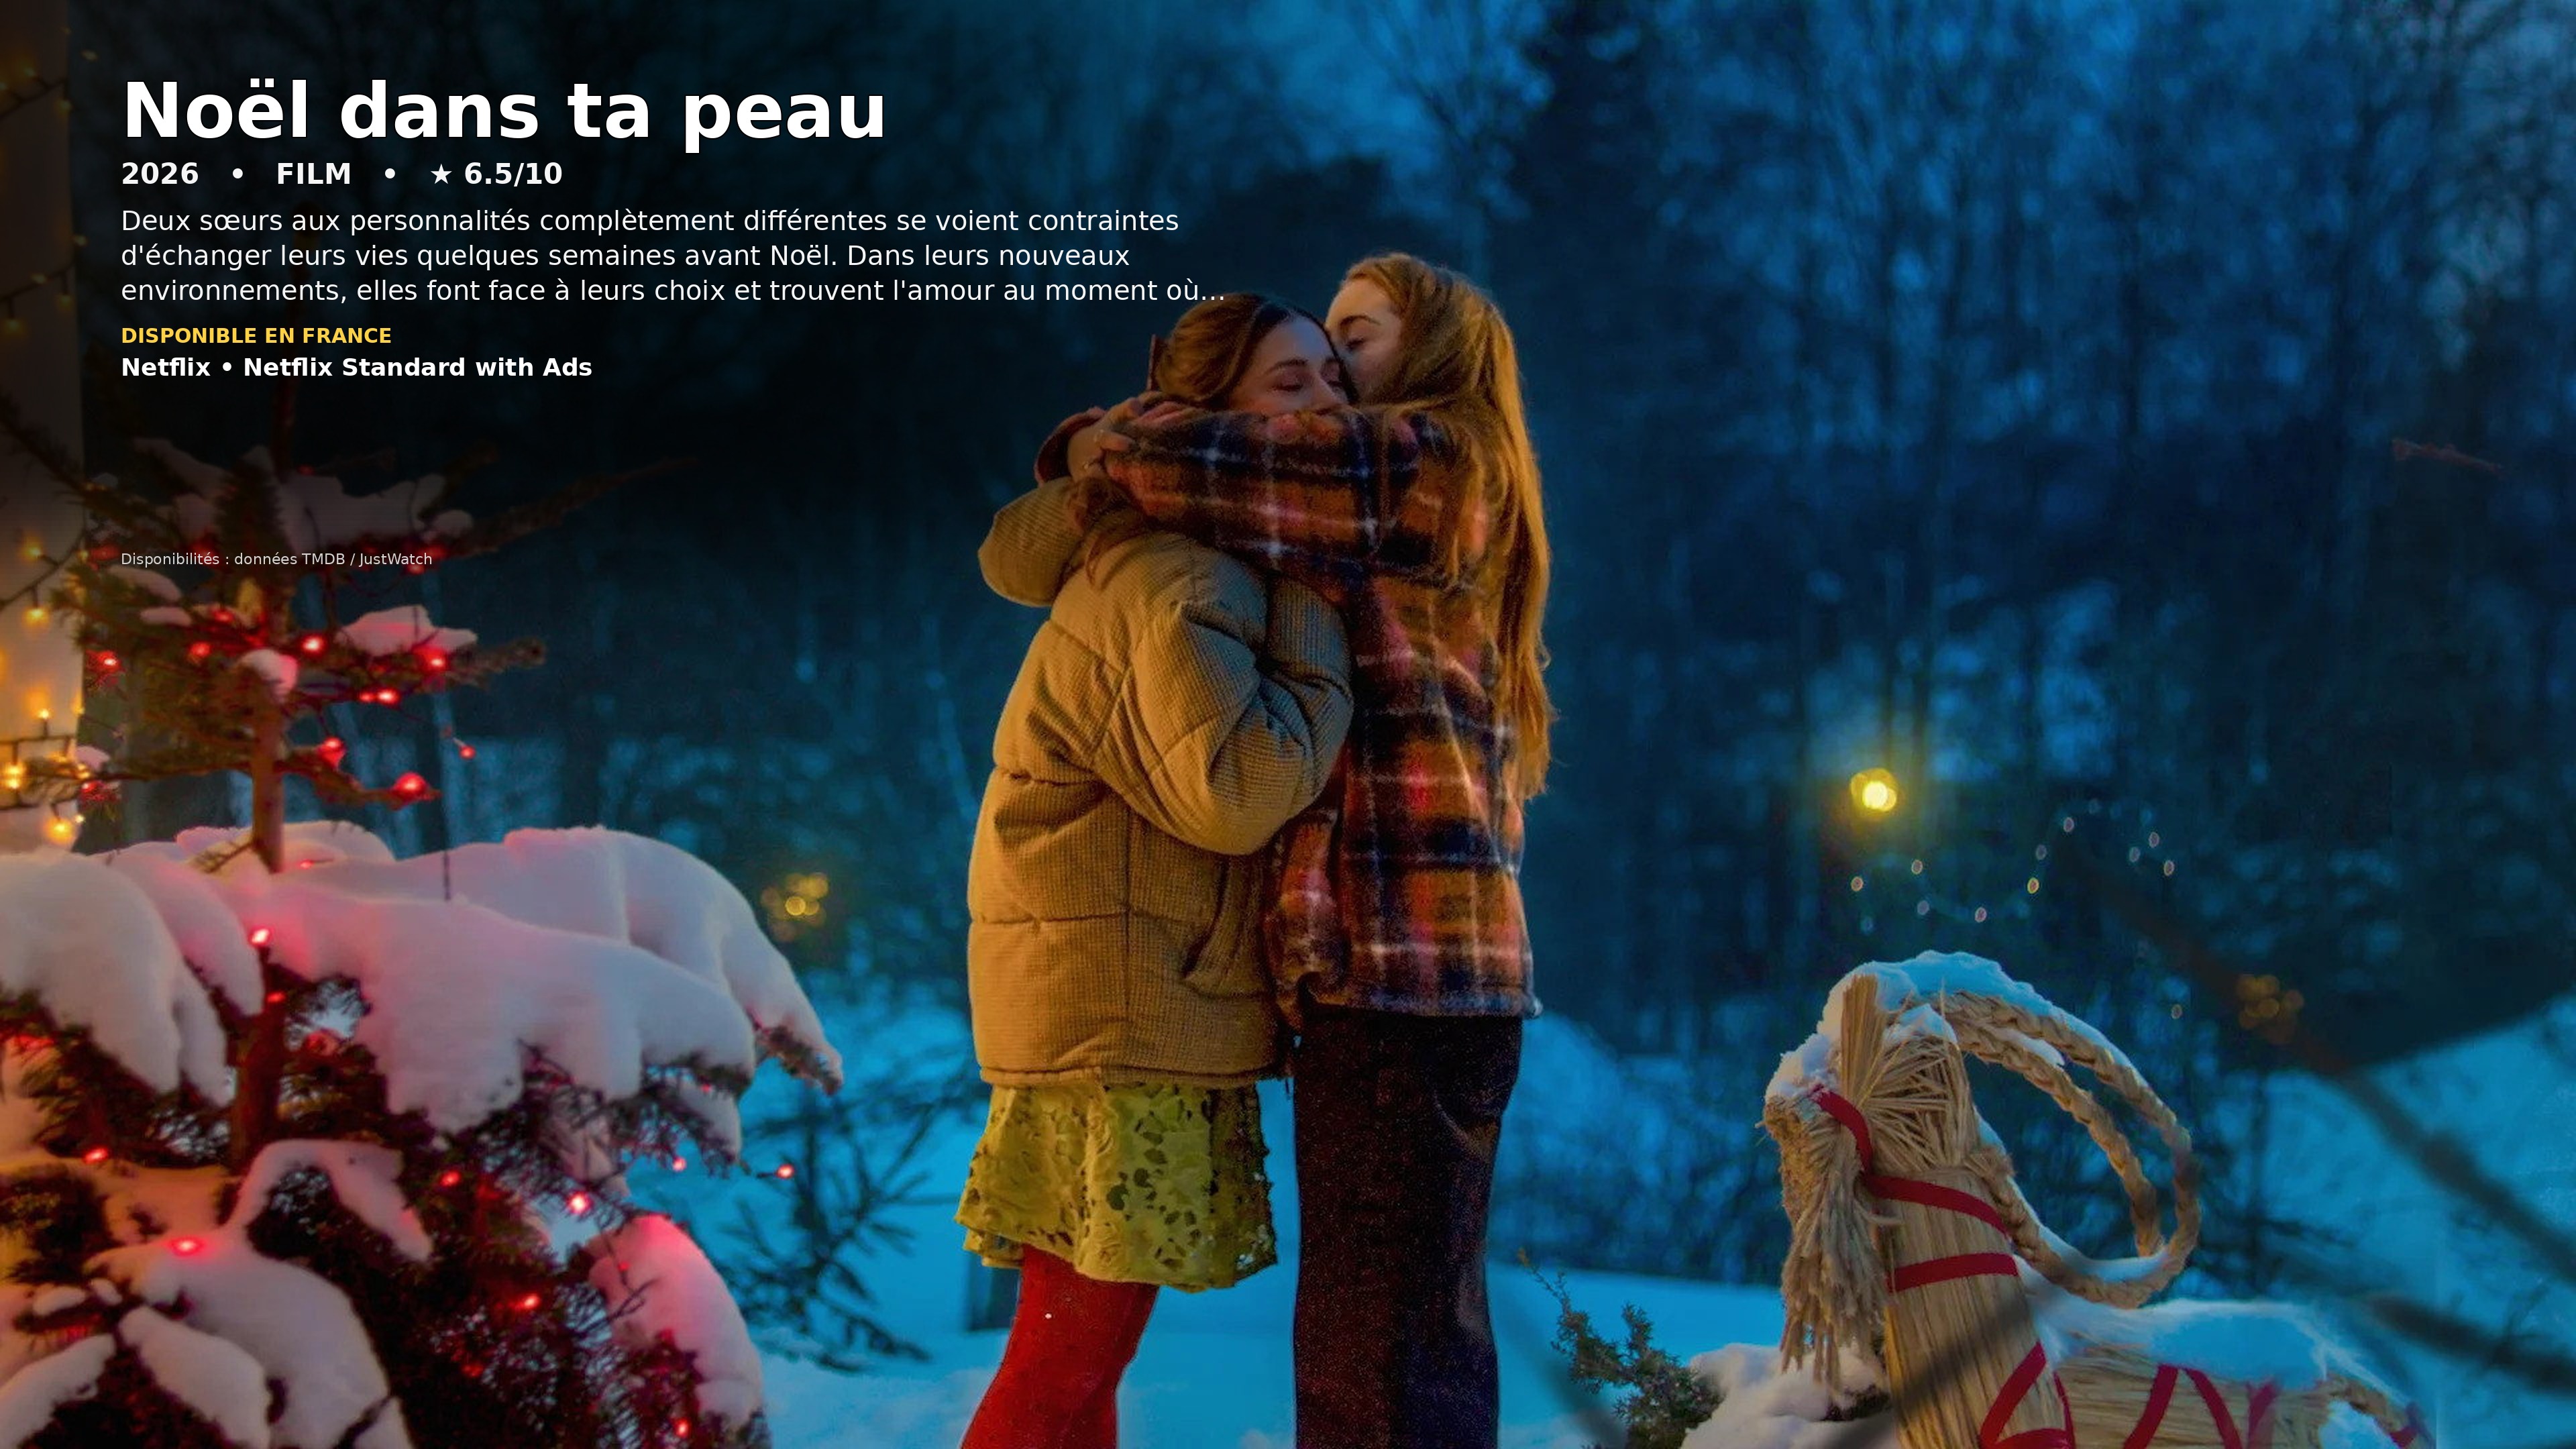 Noël dans ta peau
2026 • FILM • ★ 6.5/10
Deux sœurs aux personnalités complètement différentes se voient contraintes
d'échanger leurs vies quelques semaines avant Noël. Dans leurs nouveaux
environnements, elles font face à leurs choix et trouvent l'amour au moment où…
DISPONIBLE EN FRANCE
Netflix • Netflix Standard with Ads
Disponibilités : données TMDB / JustWatch